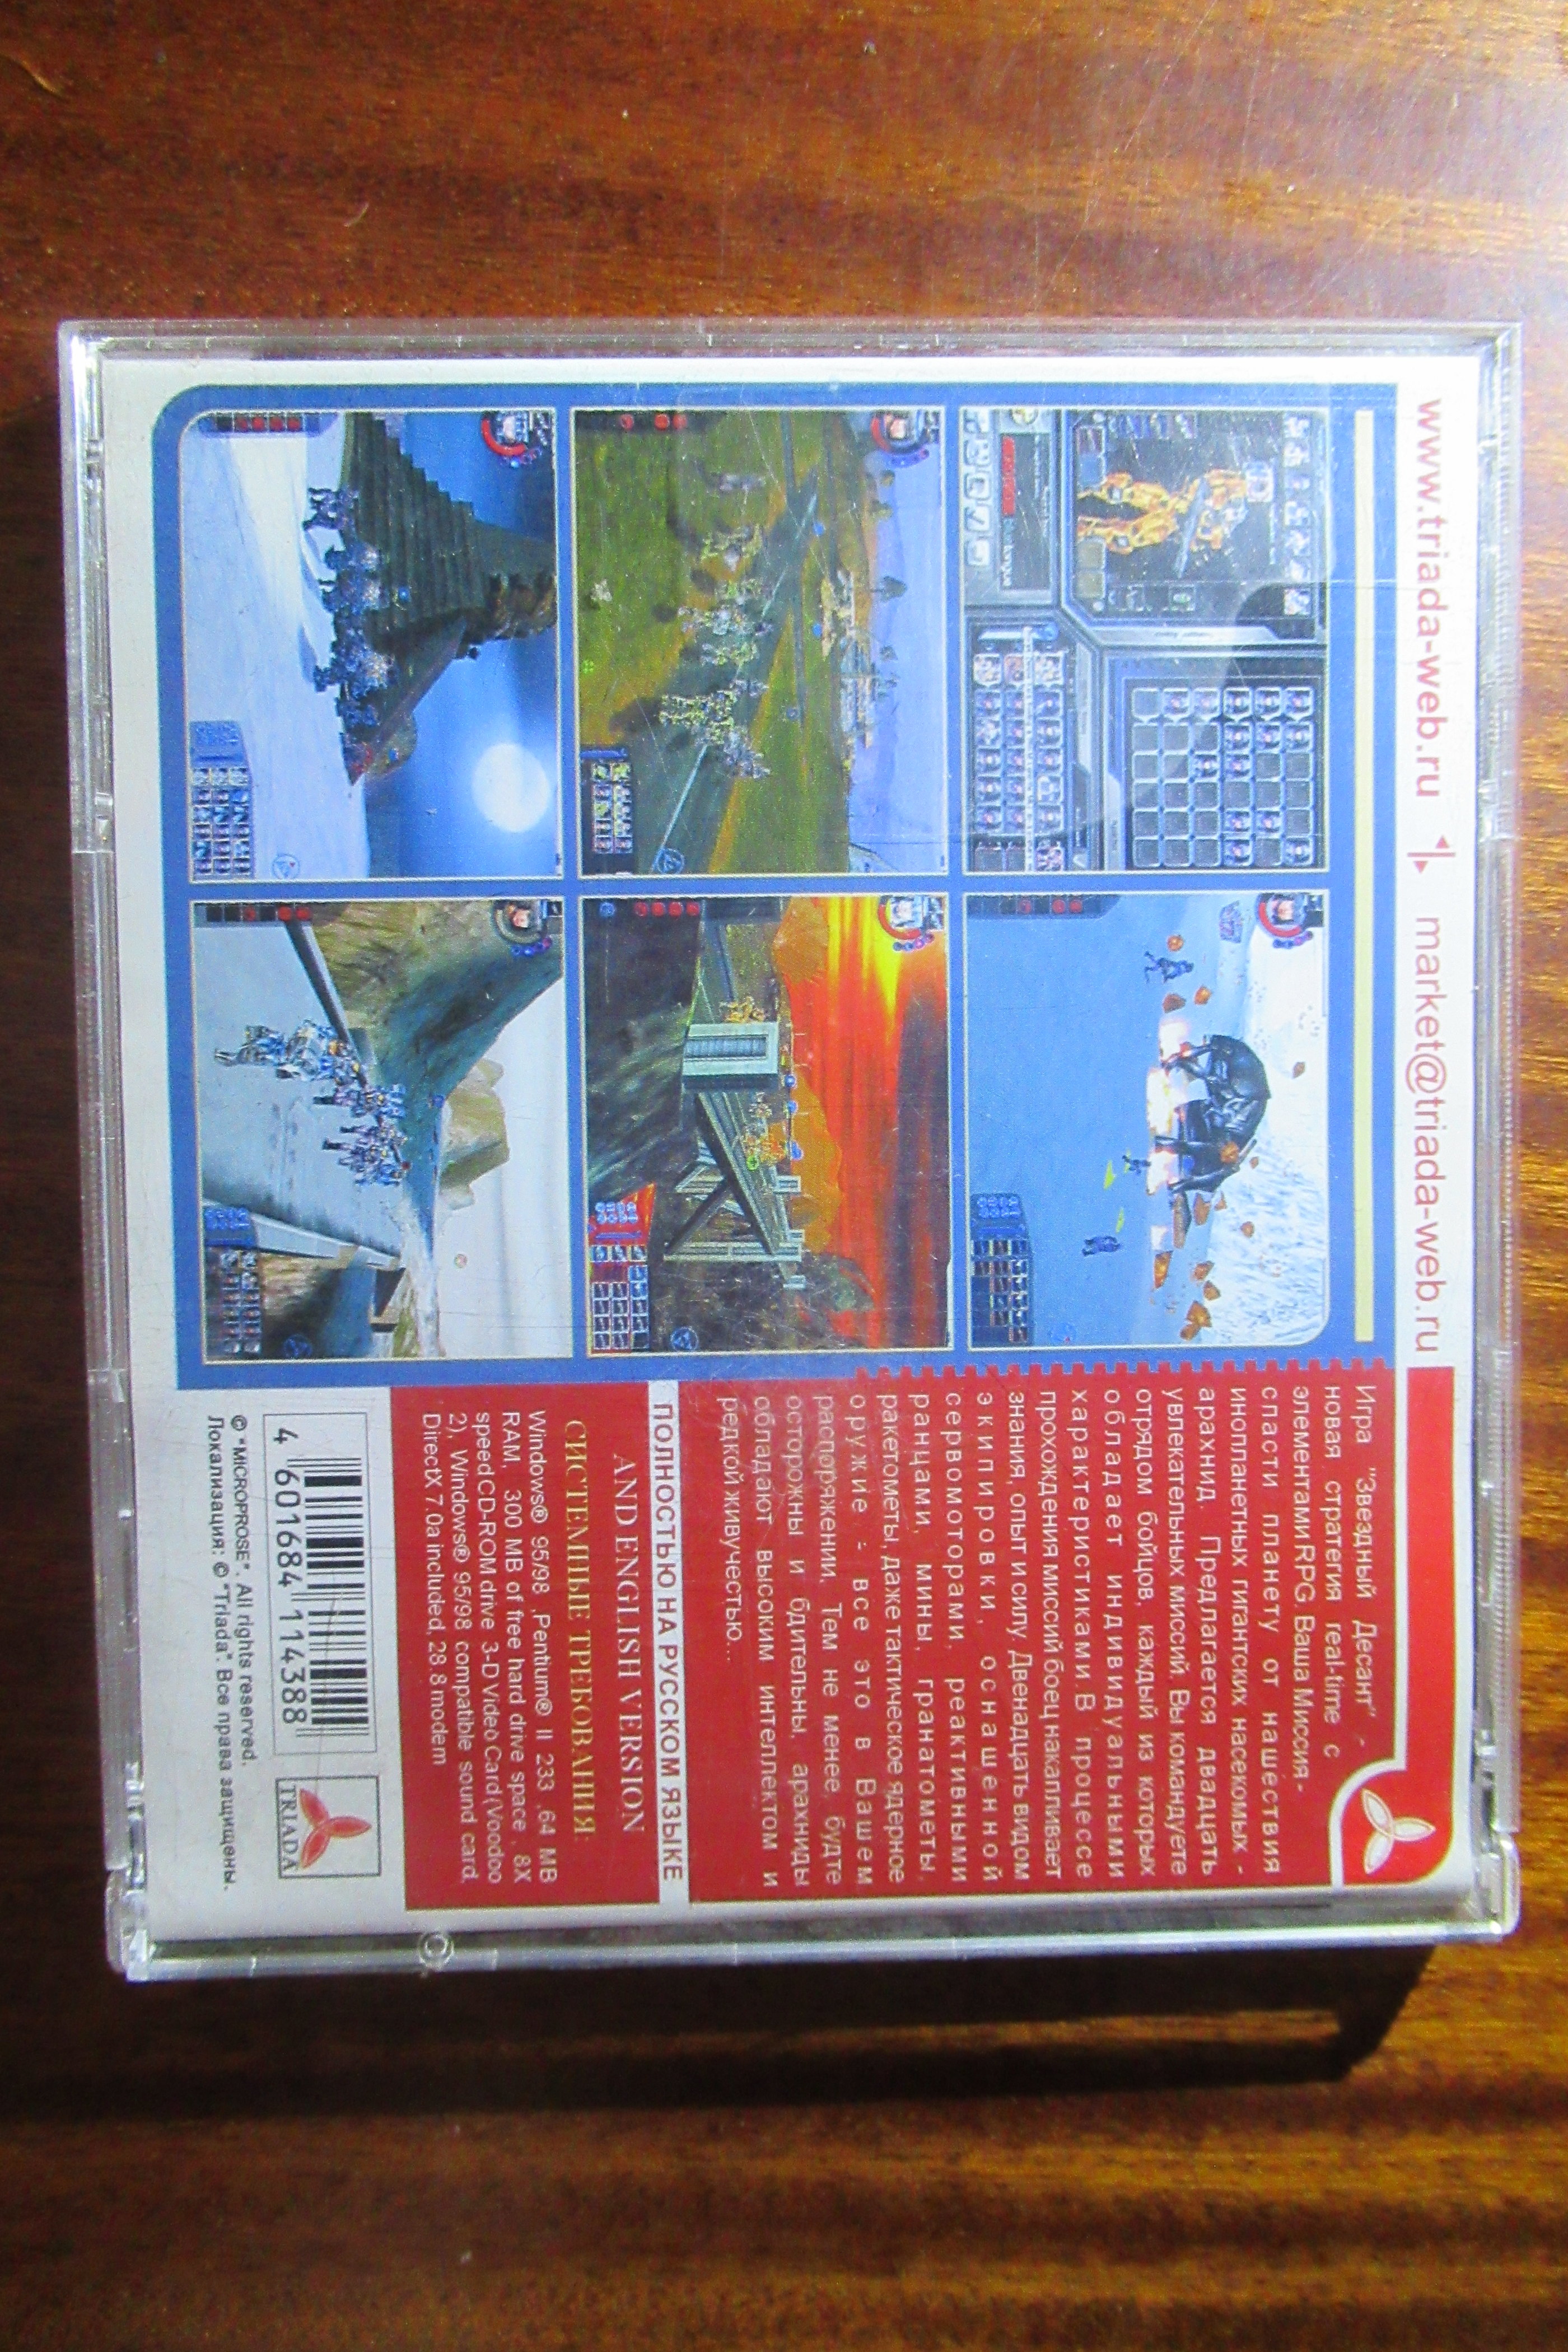 www.triada-web.ru
market@triada-web.ru
Игра "Звездный Десант" -
новая стратегия real-time с
элементами RPG. Ваша Миссия -
спасти планету от нашествия
инопланетных гигантских насекомых -
арахнид. Предлагается двадцать
увлекательных миссий. Вы командуете
отрядом бойцов, каждый из которых
обладает индивидуальными
характеристиками. В процессе
прохождения миссий боец накапливает
знания, опыт и силу. Двенадцать видом
экипировки, оснашенной
сервомоторами, реактивными
ранцами, мины, гранатометы,
ракетометы, даже тактическое ядерное
оружие - все это в Вашем
распоряжении. Тем не менее, будте
осторожны и бдительны, арахниды
обладают высоким интеллектом и
редкой живучестью...
ПОЛНОСТЬЮ НА РУССКОМ ЯЗЫКЕ
AND ENGLISH VERSION
СИСТЕМНЫЕ ТРЕБОВАНИЯ:
Windows® 95/98, Pentium® II 233, 64 MB
RAM, 300 MB of free hard drive space, 8X
speed CD-ROM drive, 3-D Video Card (Voodoo
2), Windows® 95/98 compatible sound card,
DirectX 7.0a included, 28.8 modem
4 601684 114388
TRIADA
© "MICROPROSE". All rights reserved.
Локализация: © "Triada". Все права защищены.